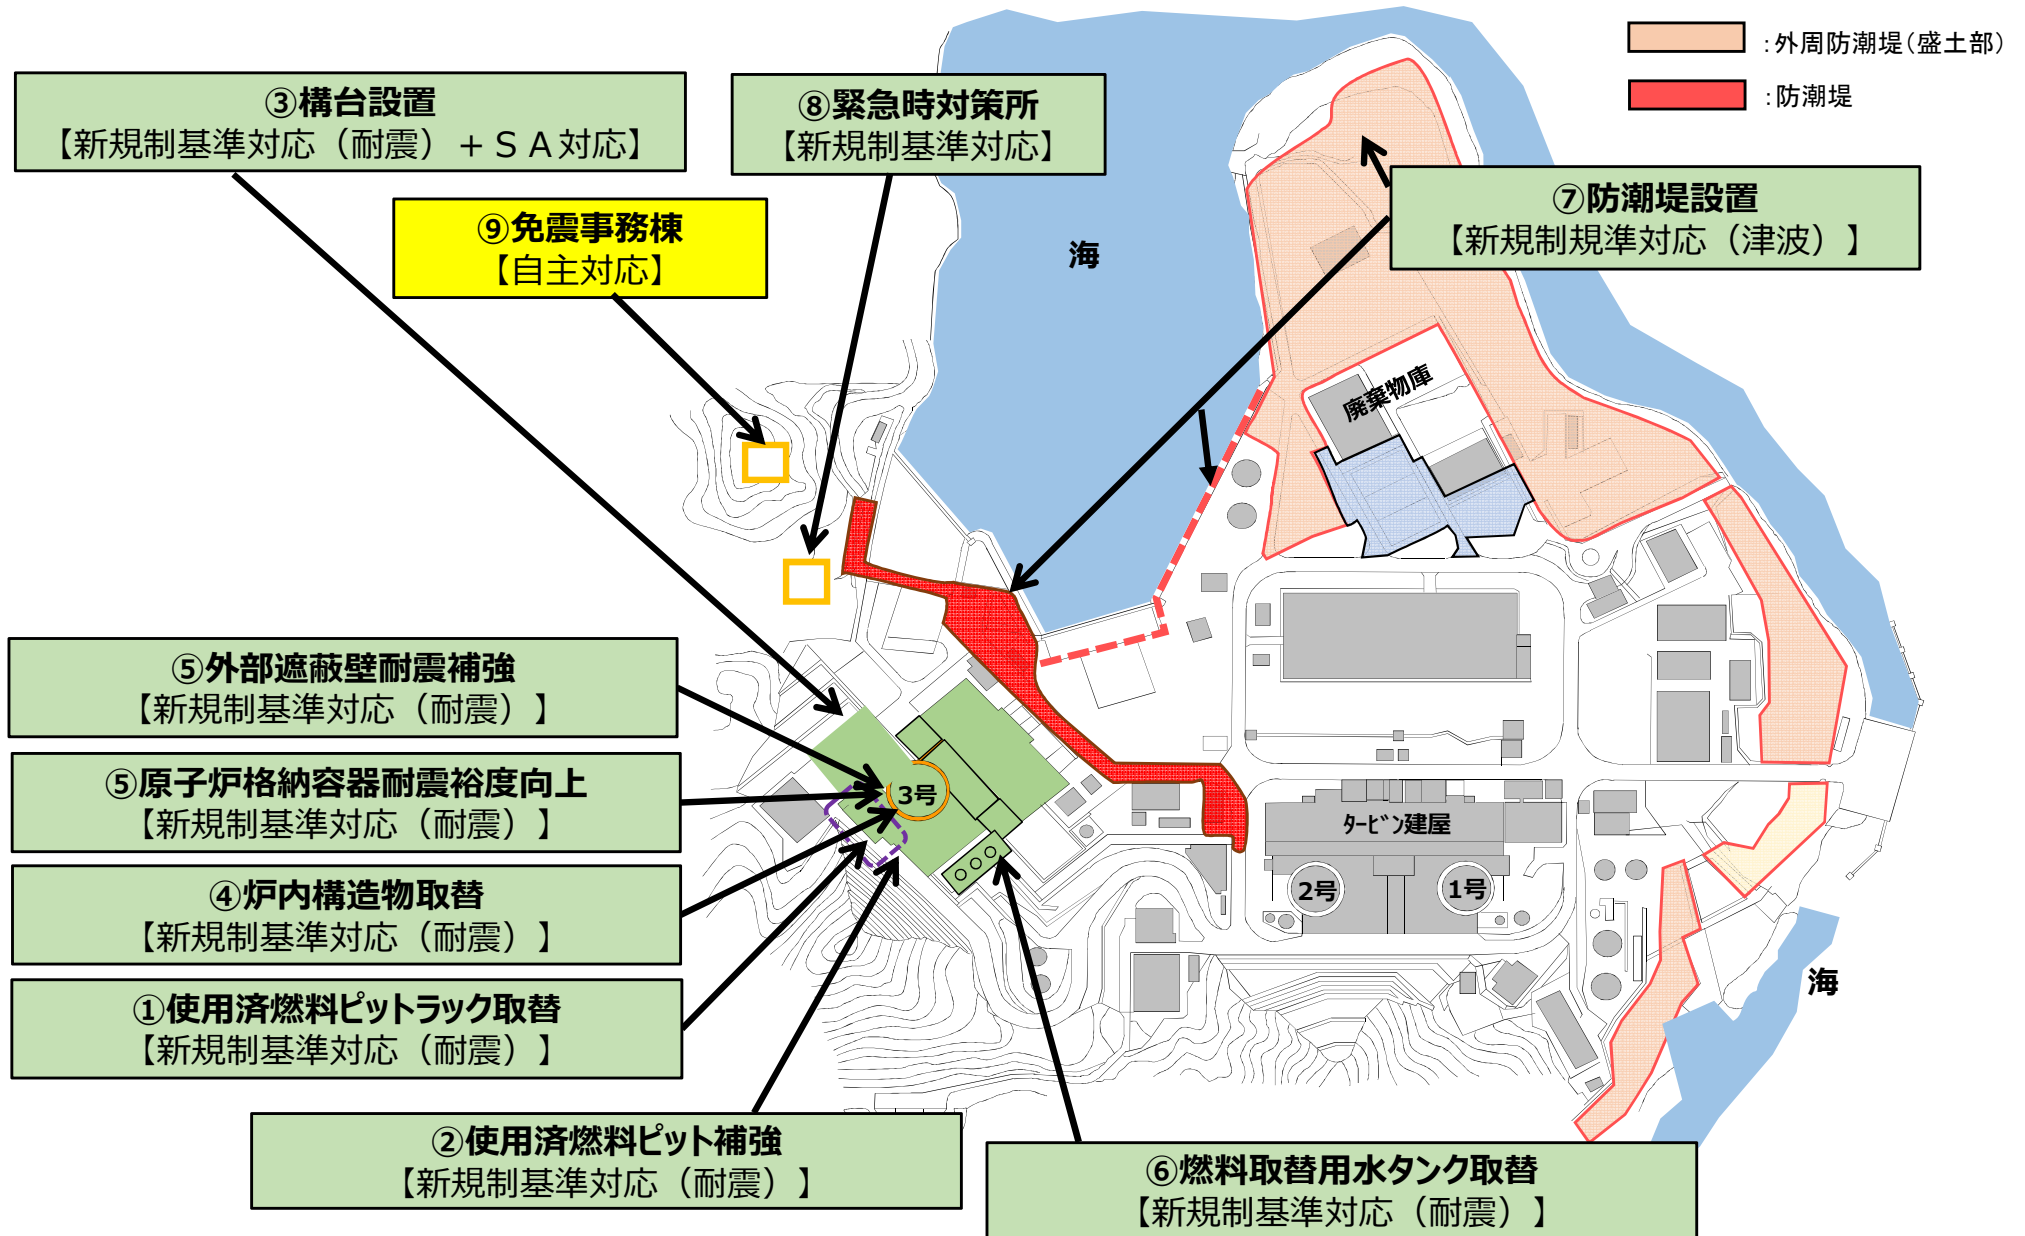 :外周防潮堤(盛土部)
:防潮堤
③構台設置
【新規制基準対応（耐震）+ＳＡ対応】
⑧緊急時対策所
【新規制基準対応】
⑦防潮堤設置
【新規制規準対応（津波）】
⑨免震事務棟
【自主対応】
海
廃棄物庫
⑤外部遮蔽壁耐震補強
【新規制基準対応（耐震）】
⑤原子炉格納容器耐震裕度向上
【新規制基準対応（耐震）】
3号
ﾀｰﾋﾞﾝ建屋
④炉内構造物取替
【新規制基準対応（耐震）】
2号
1号
海
①使用済燃料ピットラック取替
【新規制基準対応（耐震）】
②使用済燃料ピット補強
【新規制基準対応（耐震）】
⑥燃料取替用水タンク取替
【新規制基準対応（耐震）】